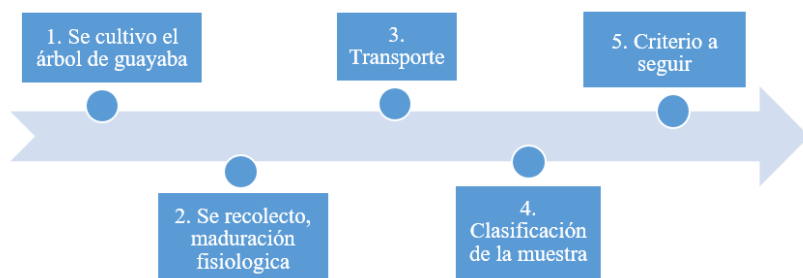 1. Se cultivo el
árbol de guayaba
2. Se recolecto,
maduración
fisiologica
3.
Transporte
4.
Clasificación
de la muestra
5. Criterio a
seguir